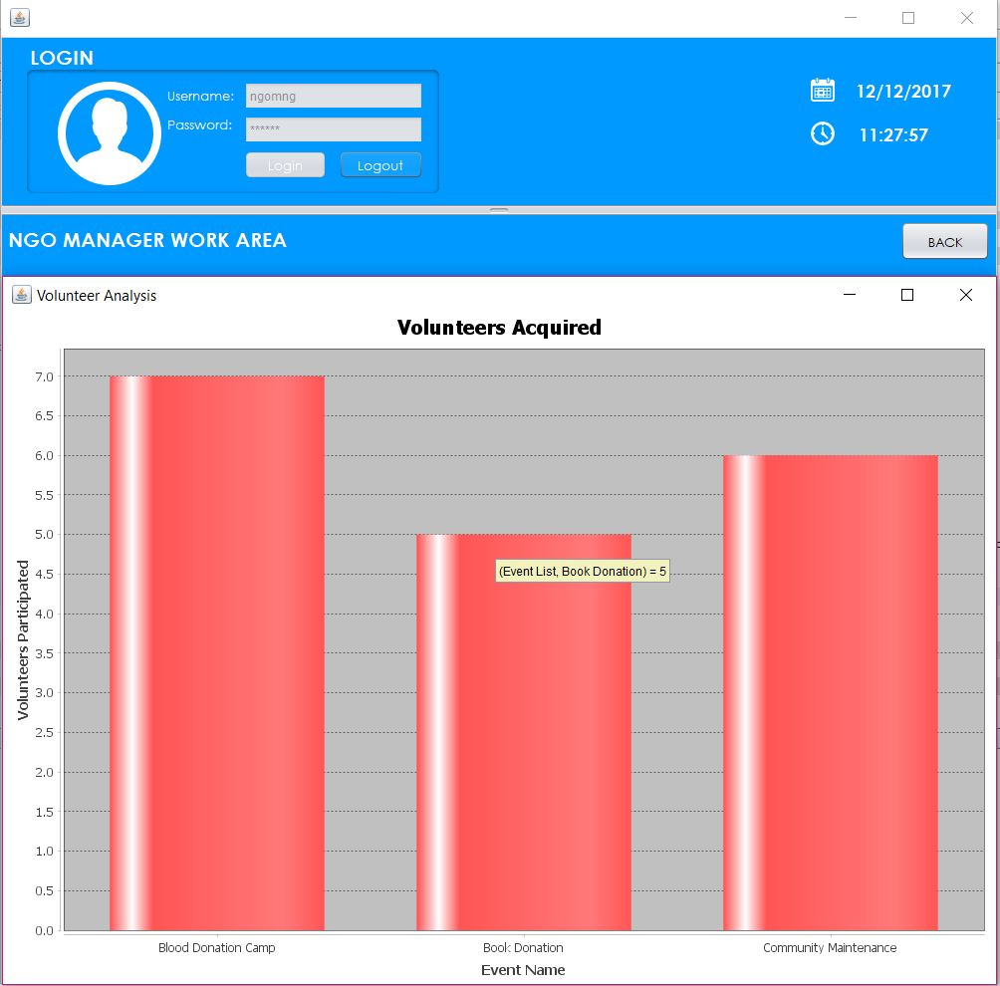 LOGIN
Username: ngomng
Password: ******
Login Logout
12/12/2017
11:27:57
NGO MANAGER WORK AREA
BACK
Volunteer Analysis
Volunteers Acquired
Volunteers Participated
7.0
6.5
6.0
5.5
5.0
4.5
4.0
3.5
3.0
2.5
2.0
1.5
1.0
0.5
0.0
(Event List, Book Donation) = 5
Blood Donation Camp Book Donation Community Maintenance
Event Name